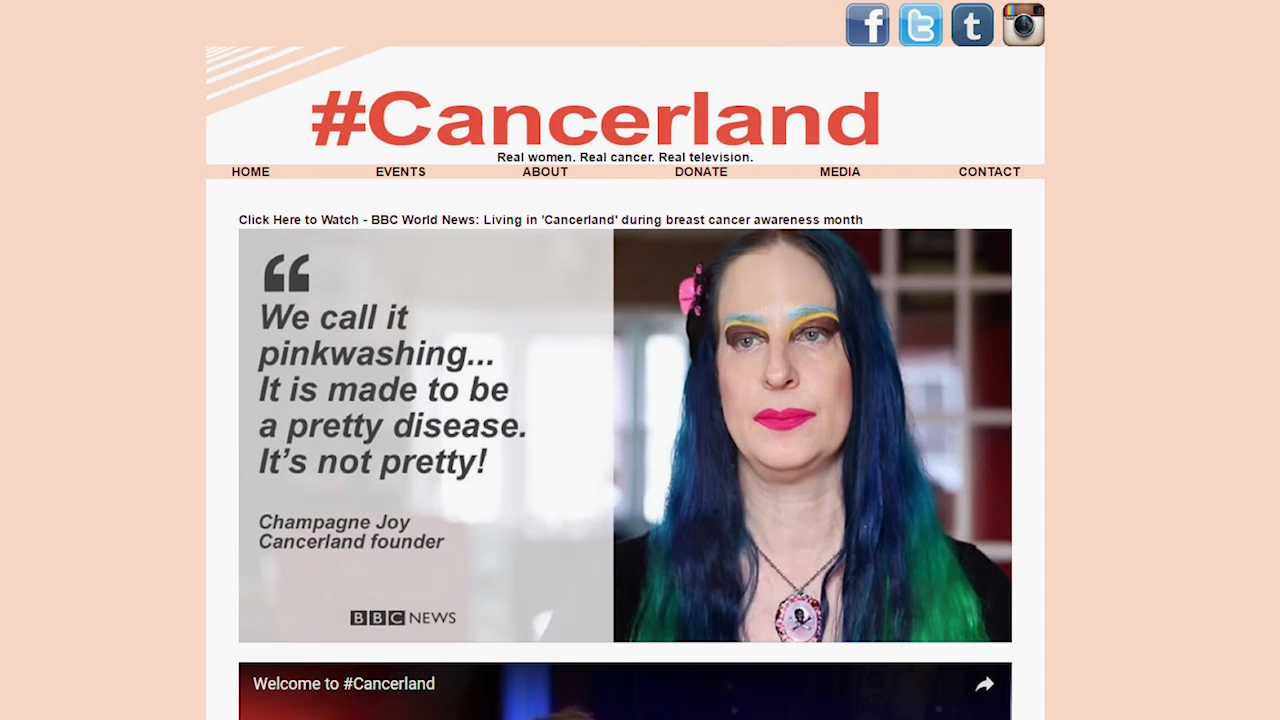 #Cancerland
Real women. Real cancer. Real television.
HOME EVENTS ABOUT DONATE MEDIA CONTACT
Click Here to Watch - BBC World News: Living in 'Cancerland' during breast cancer awareness month
“
We call it
pinkwashing...
It is made to be
a pretty disease.
It's not pretty!
Champagne Joy
Cancerland founder
BBC NEWS
Welcome to #Cancerland